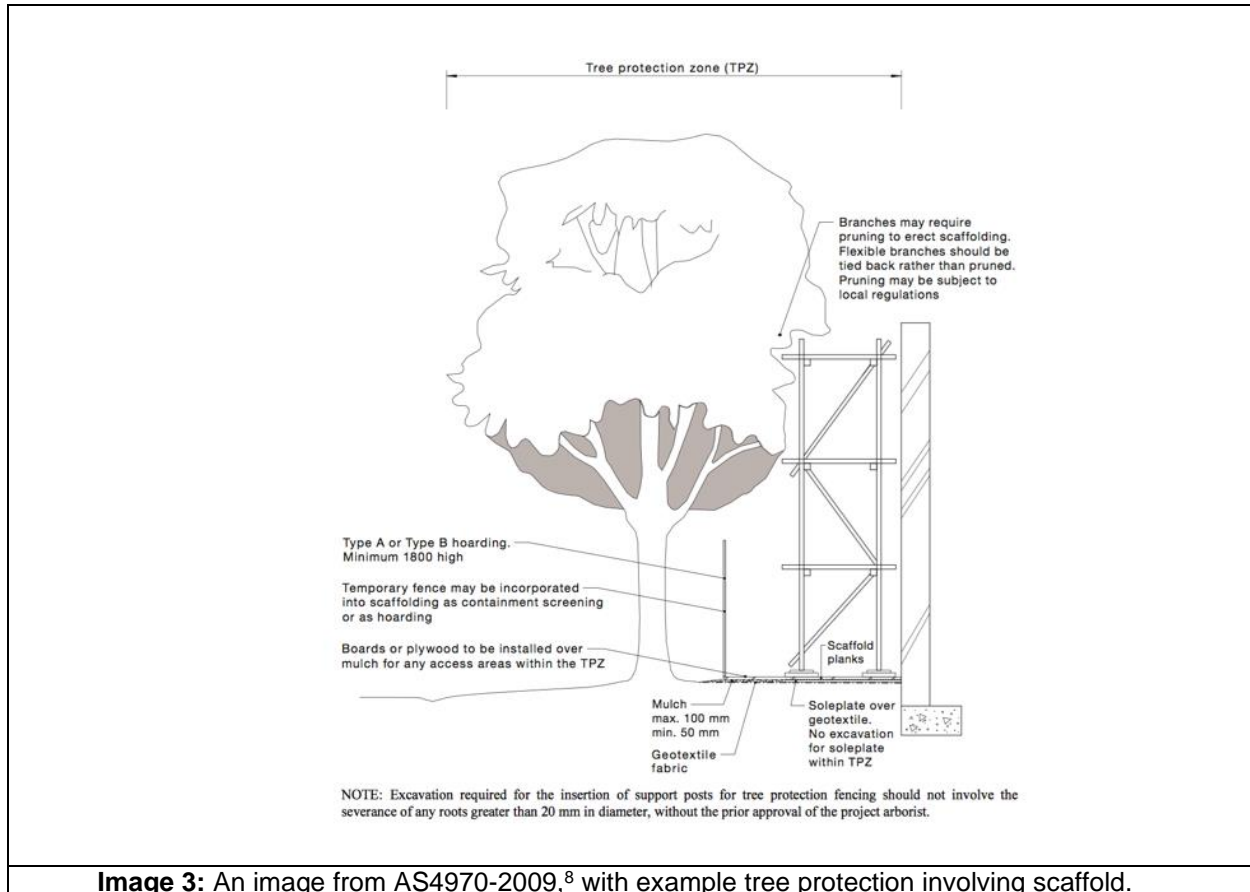 Tree protection zone (TPZ)
Branches may require
pruning to erect scaffolding.
Flexible branches should be
tied back rather than pruned.
Pruning may be subject to
local regulations
Type A or Type B hoarding.
Minimum 1800 high
Temporary fence may be incorporated
into scaffolding as containment screening
or as hoarding
Boards or plywood to be installed over
mulch for any access areas within the TPZ
Scaffold
planks
Mulch
max. 100 mm
min. 50 mm
Geotextile
fabric
Soleplate over
geotextile.
No excavation
for soleplate
within TPZ
NOTE: Excavation required for the insertion of support posts for tree protection fencing should not involve the
severance of any roots greater than 20 mm in diameter, without the prior approval of the project arborist.
Image 3: An image from AS4970-2009,⁸ with example tree protection involving scaffold.